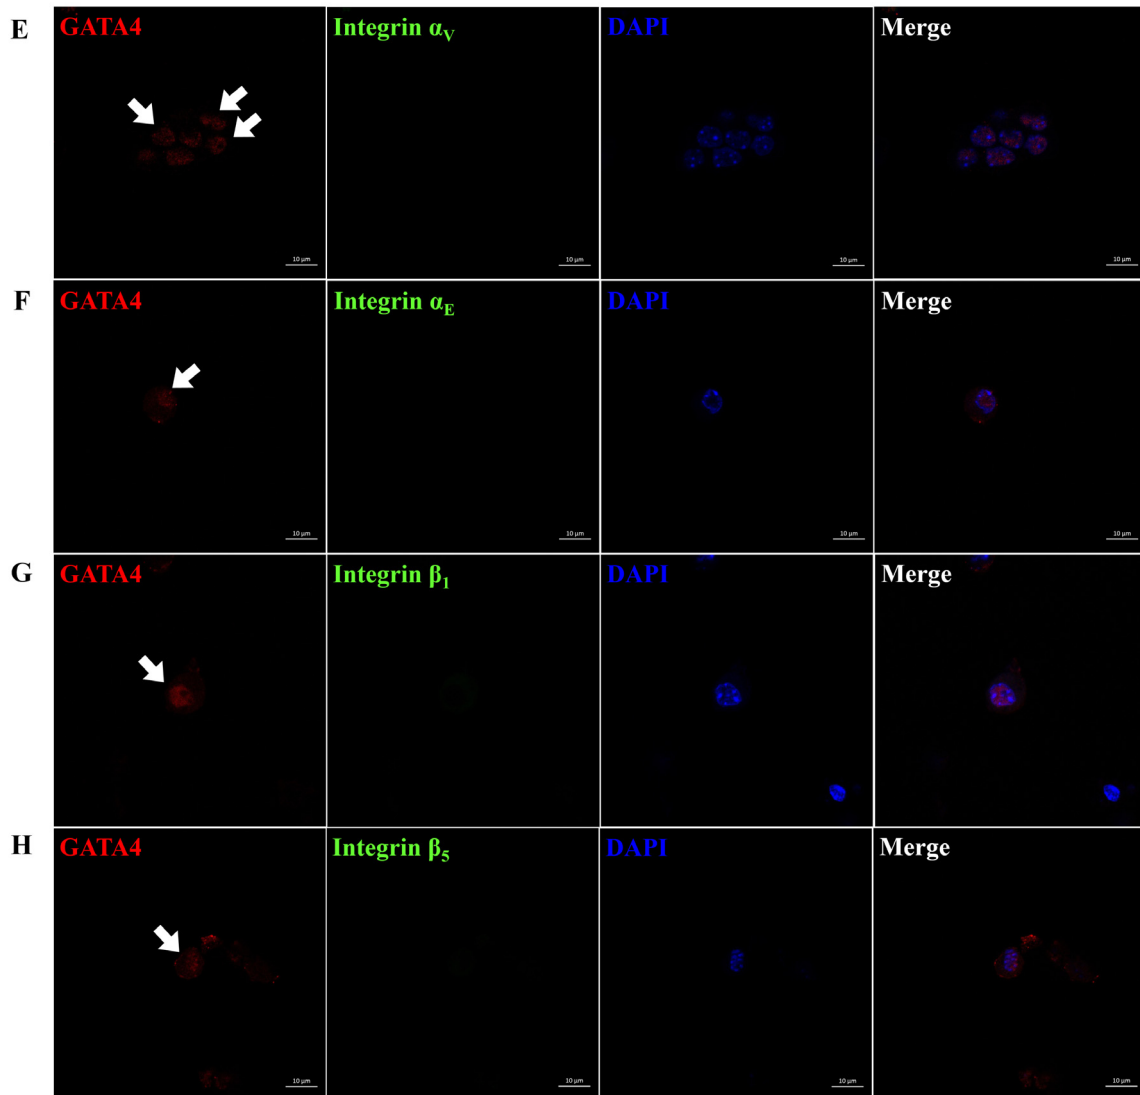 E GATA4 Integrin αV DAPI Merge
10 µm 10 µm 10 µm 10 µm
F GATA4 Integrin αE DAPI Merge
10 µm 10 µm 10 µm 10 µm
G GATA4 Integrin β1 DAPI Merge
10 µm 10 µm 10 µm 10 µm
H GATA4 Integrin β5 DAPI Merge
10 µm 10 µm 10 µm 10 µm